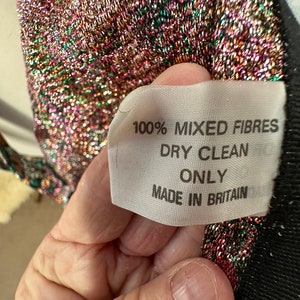 100% MIXED FIBRES
DRY CLEAN
ONLY
MADE IN BRITAIN